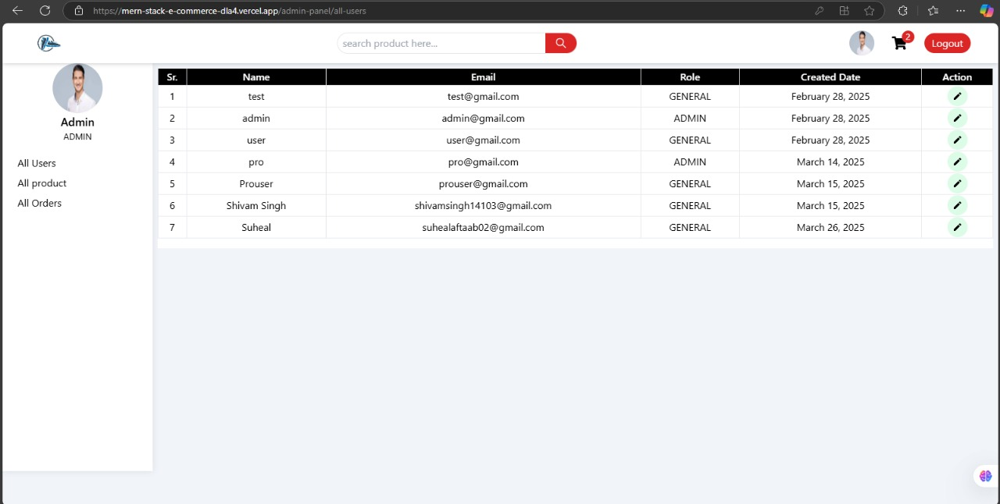 https://mern-stack-e-commerce-dla4.vercel.app/admin-panel/all-users
search product here...
2
Logout
Admin
ADMIN
All Users
All product
All Orders
Sr. Name Email Role Created Date Action
1 test test@gmail.com GENERAL February 28, 2025
2 admin admin@gmail.com ADMIN February 28, 2025
3 user user@gmail.com GENERAL February 28, 2025
4 pro pro@gmail.com ADMIN March 14, 2025
5 Prouser prouser@gmail.com GENERAL March 15, 2025
6 Shivam Singh shivamsingh14103@gmail.com GENERAL March 15, 2025
7 Suheal suhealaftaab02@gmail.com GENERAL March 26, 2025